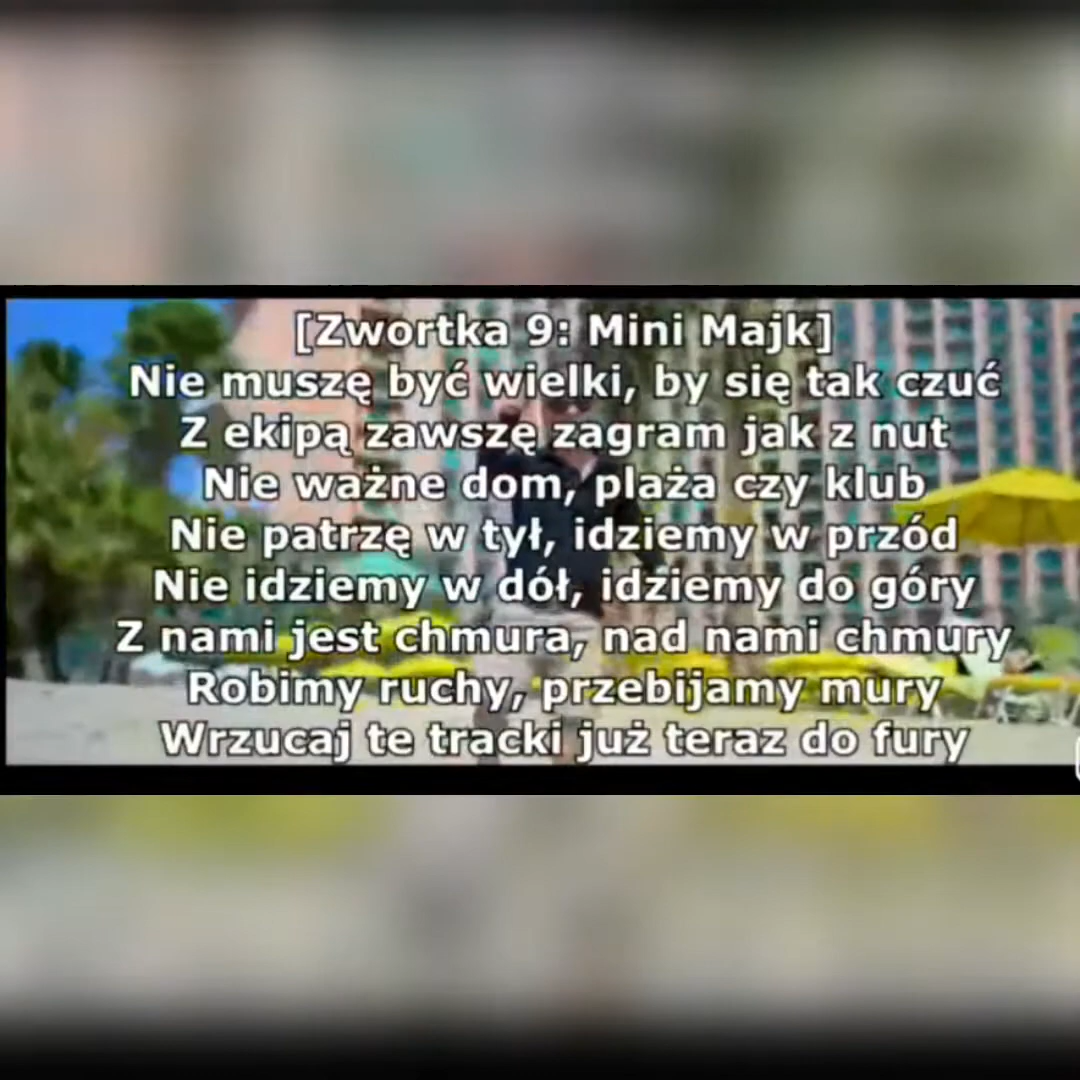 [Zwortka 9: Mini Majk]
Nie muszę być wielki, by się tak czuć
Z ekipą zawszę zagram jak z nut
Nie ważne dom, plaża czy klub
Nie patrzę w tył, idziemy w przód
Nie idziemy w dół, idziemy do góry
Z nami jest chmura, nad nami chmury
Robimy ruchy, przebijamy mury
Wrzucaj te tracki już teraz do fury